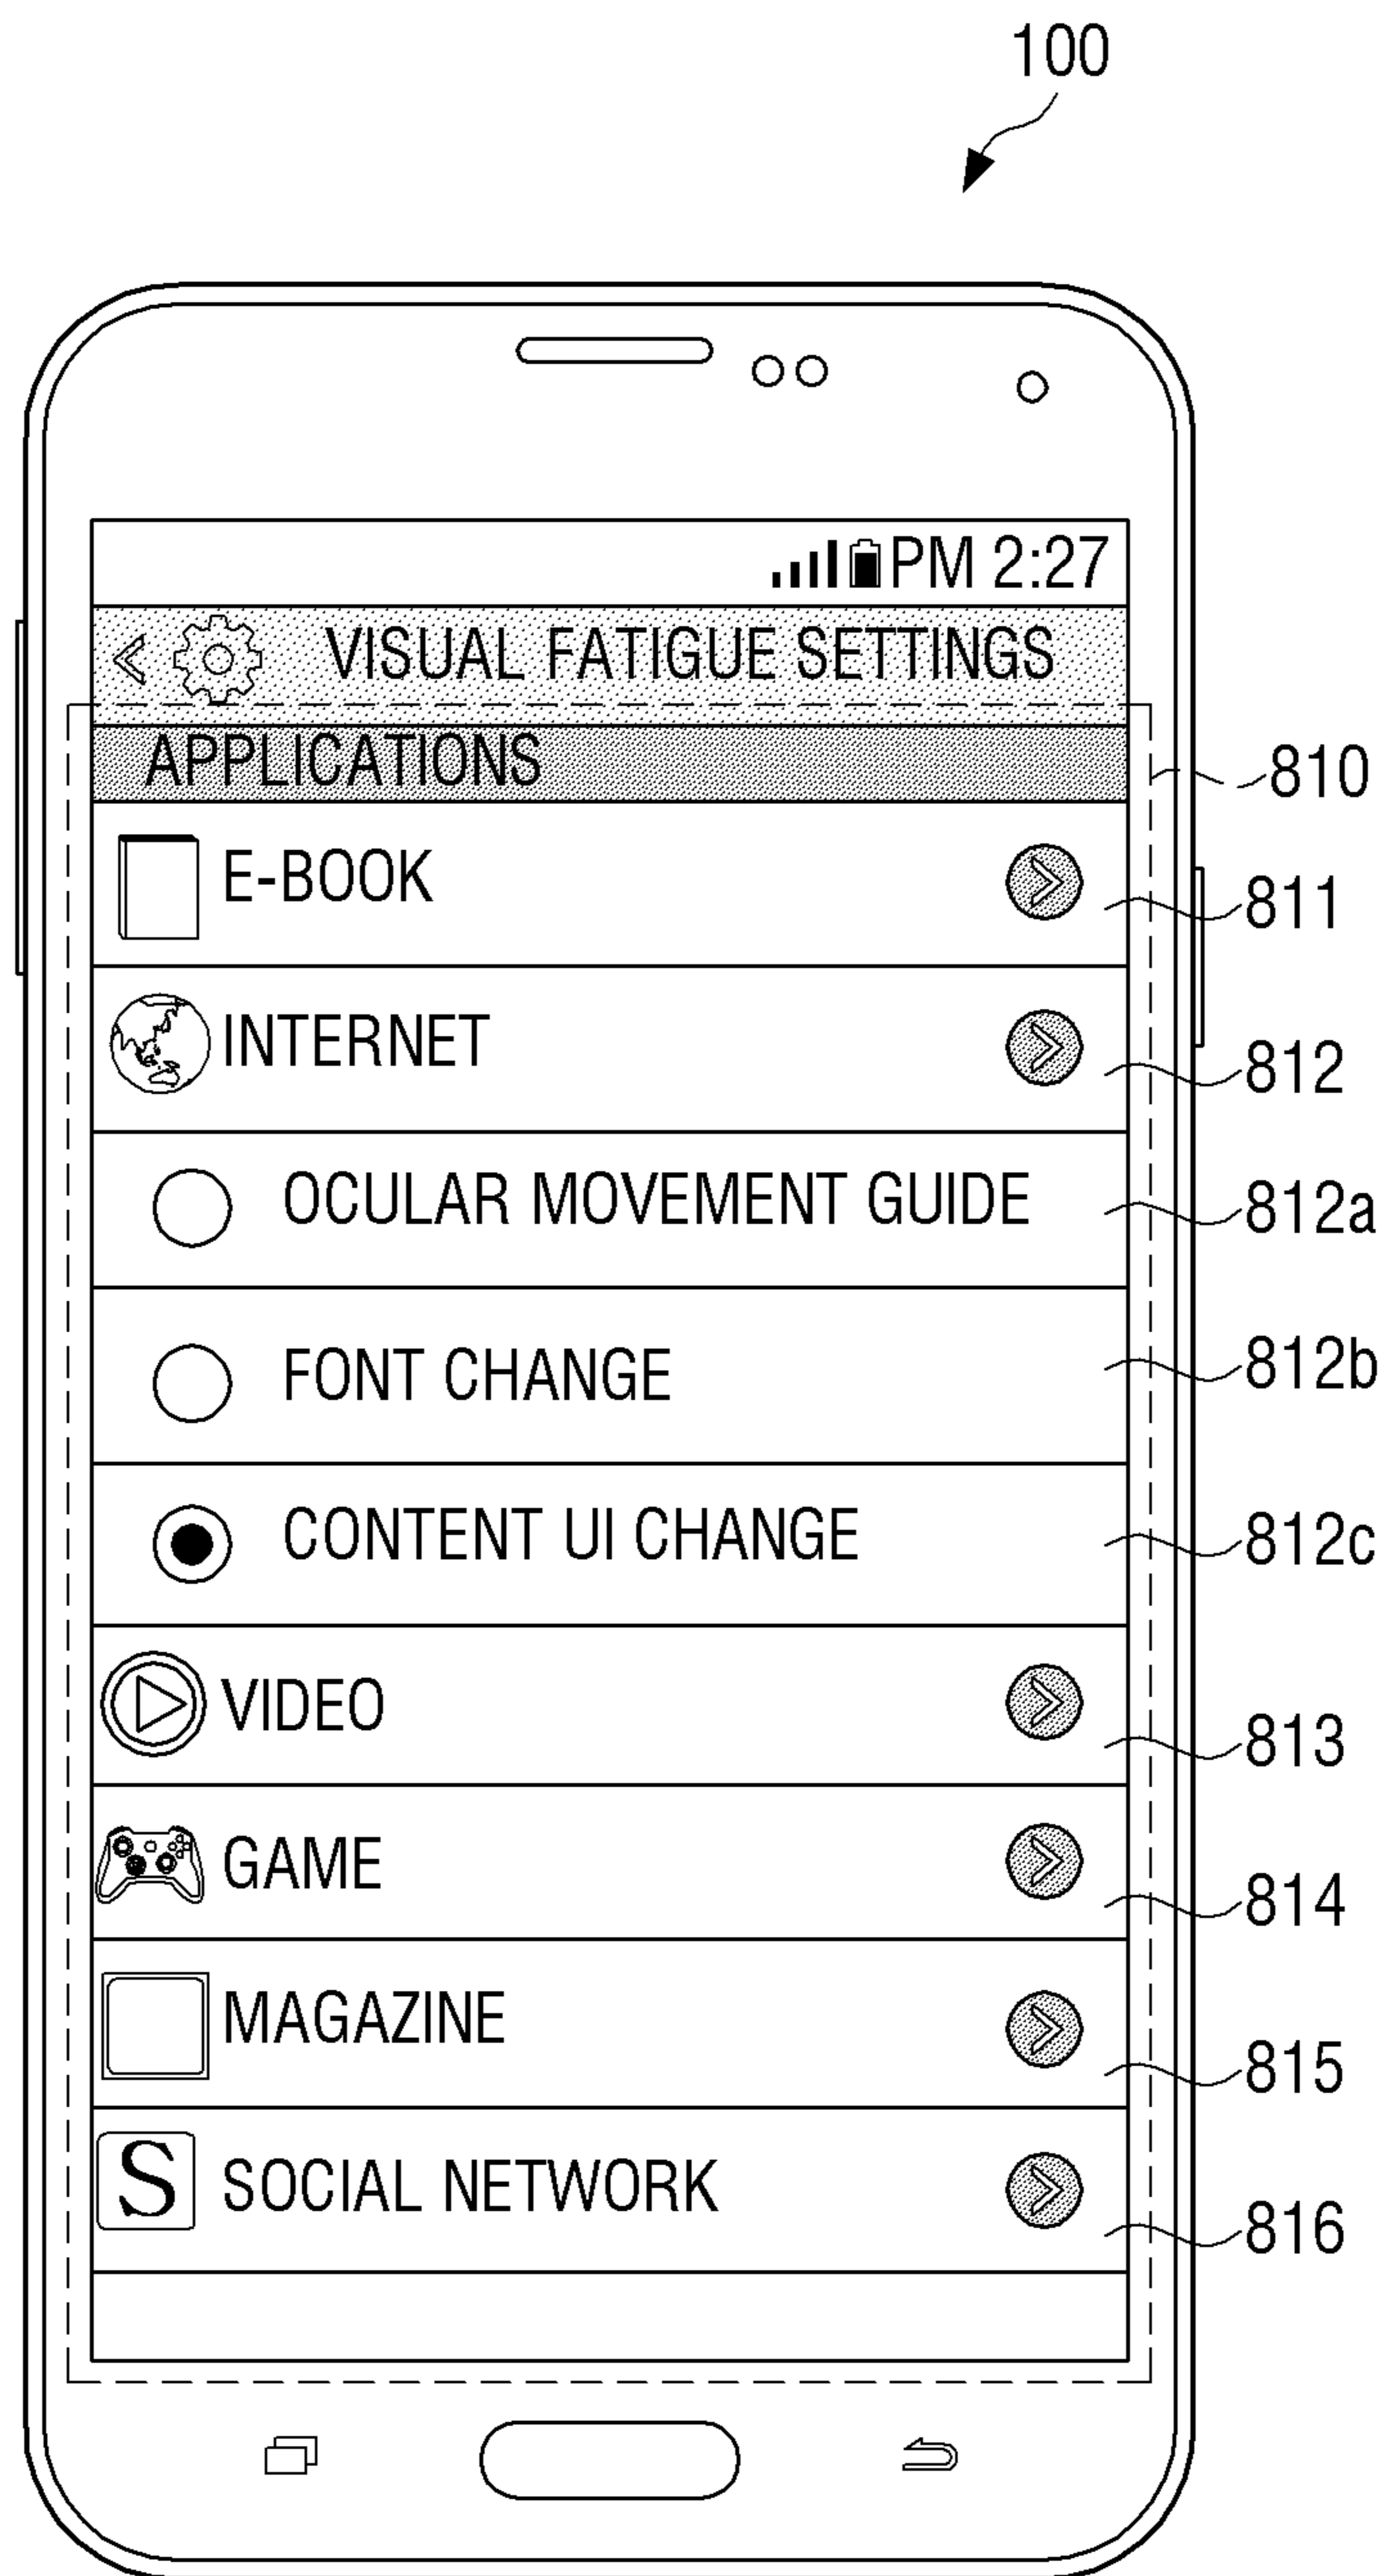 100
PM 2:27
VISUAL FATIGUE SETTINGS
APPLICATIONS
810
E-BOOK
811
INTERNET
812
OCULAR MOVEMENT GUIDE
812a
FONT CHANGE
812b
CONTENT UI CHANGE
812c
VIDEO
813
GAME
814
MAGAZINE
815
S SOCIAL NETWORK
816